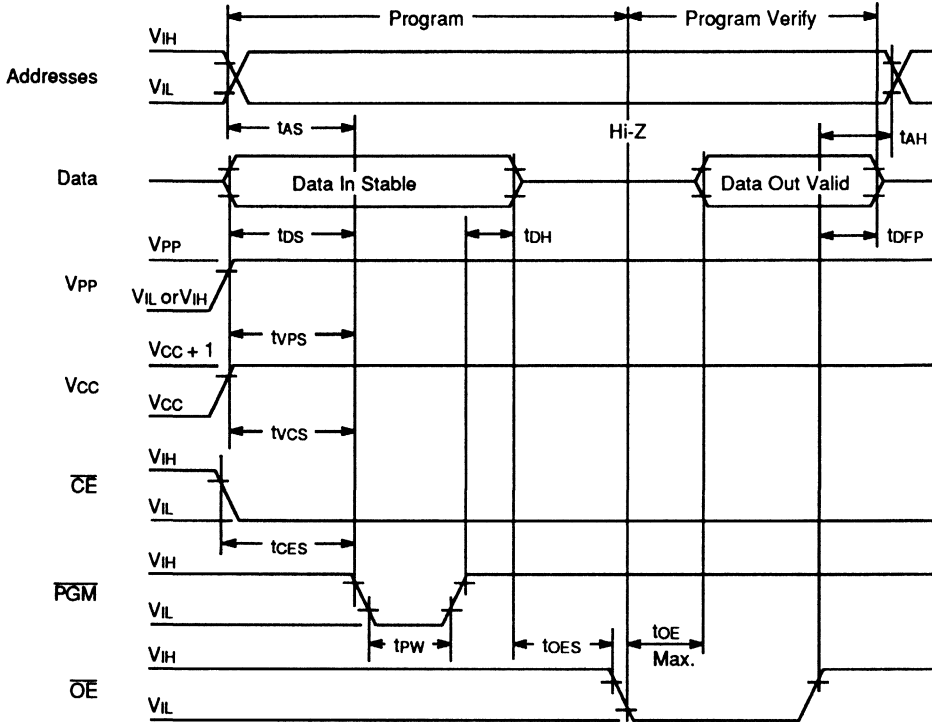 Program
Program Verify
Addresses
VIH
VIL
tAS
Hi-Z
tAH
Data
Data In Stable
Data Out Valid
tDS
tDH
tDFP
VPP
VPP
VIL or VIH
tVPS
VCC + 1
VCC
VCC
tVCS
VIH
CE
VIL
tCES
VIH
PGM
VIL
tPW
tOES
tOE
Max.
VIH
OE
VIL